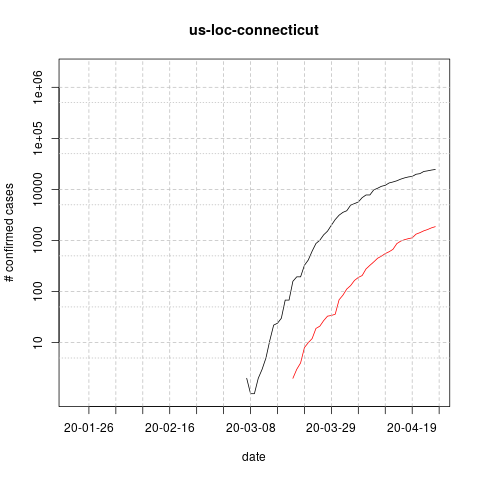 us-loc-connecticut
# confirmed cases
1e+06
1e+05
10000
1000
100
10
20-01-26
20-02-16
20-03-08
20-03-29
20-04-19
date